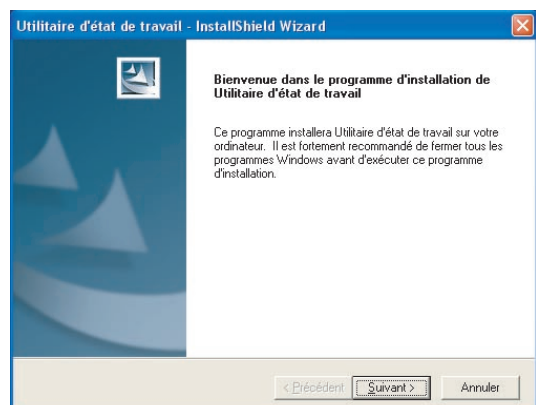 Utilitaire d'état de travail - InstallShield Wizard
Bienvenue dans le programme d'installation de
Utilitaire d'état de travail
Ce programme installera Utilitaire d'état de travail sur votre
ordinateur. Il est fortement recommandé de fermer tous les
programmes Windows avant d'exécuter ce programme
d'installation.
< Précédent Suivant > Annuler